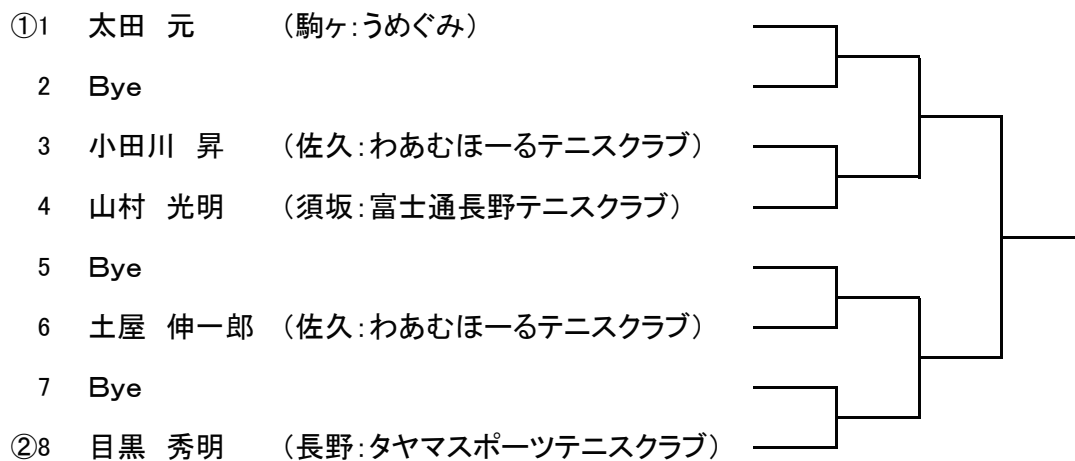 ①1 太田 元 （駒ヶ：うめぐみ）
2 Bye
3 小田川 昇 （佐久：わあむほーるテニスクラブ）
4 山村 光明 （須坂：富士通長野テニスクラブ）
5 Bye
6 土屋 伸一郎 （佐久：わあむほーるテニスクラブ）
7 Bye
②8 目黒 秀明 （長野：タヤマスポーツテニスクラブ）